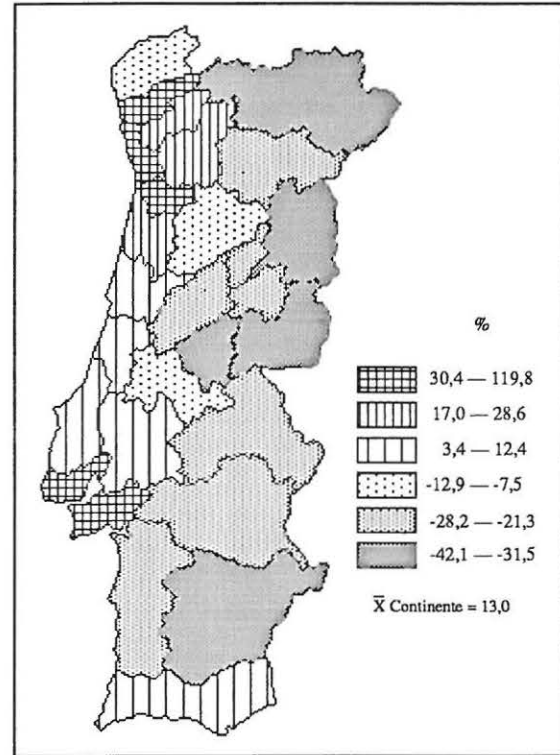 %
30,4 — 119,8
17,0 — 28,6
3,4 — 12,4
-12,9 — -7,5
-28,2 — -21,3
-42,1 — -31,5
X̅ Continente = 13,0